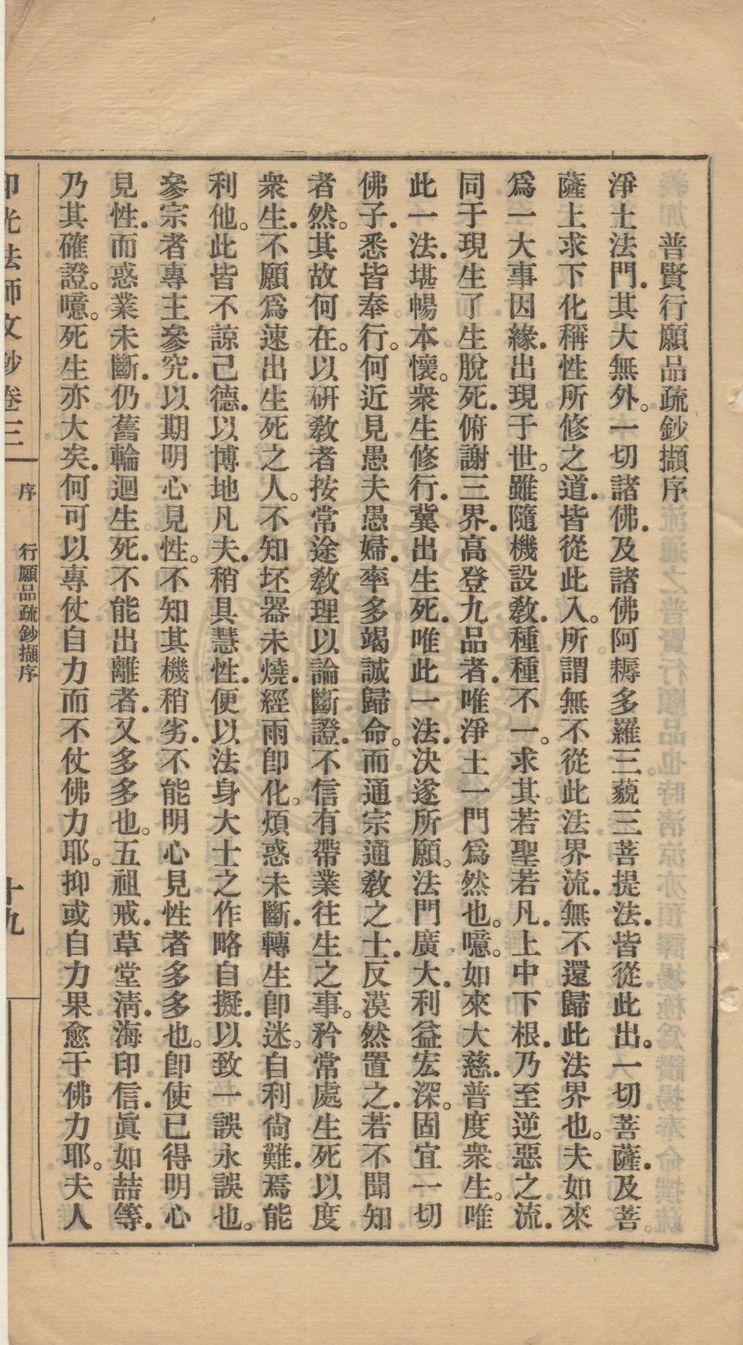 普賢行願品疏鈔擷序
淨土法門．其大無外。一切諸佛．及諸佛阿耨多羅三藐三菩提法．皆從此出。一切菩薩．及菩
薩上求下化稱性所修之道．皆從此入。所謂無不從此法界流．無不還歸此法界也。夫如來
爲一大事因緣．出現于世。雖隨機設教．種種不一。求其若聖若凡．上中下根．乃至逆惡之流．
同于現生了生脫死．俯謝三界．高登九品者．唯淨土一門爲然也。噫。如來大慈．普度衆生。唯
此一法．堪暢本懷。衆生修行．冀出生死．唯此一法．決遂所願。法門廣大．利益宏深。固宜一切
佛子．悉皆奉行。何近見愚夫愚婦．率多竭誠歸命。而通宗通教之士．反漠然置之．若不聞知
者然。其故何在。以研教者按常途教理以論斷證．不信有帶業往生之事。矜常處生死以度
衆生．不願爲速出生死之人。不知坯器未燒．經雨卽化。煩惑未斷．轉生卽迷。自利尙難．焉能
利他。此皆不諒己德．以博地凡夫．稍具慧性．便以法身大士之作略自擬．以致一誤永誤也。
參宗者專主參究．以期明心見性。不知其機稍劣．不能明心見性者多多也。卽使已得明心
見性．而惑業未斷．仍舊輪迴生死．不能出離者．又多多也。五祖戒．草堂淸．海印信．眞如喆等．
乃其確證。噫。死生亦大矣．何可以專仗自力而不仗佛力耶。抑或自力果愈于佛力耶。夫人
印光法師文鈔卷三 序 行願品疏鈔擷序 十九